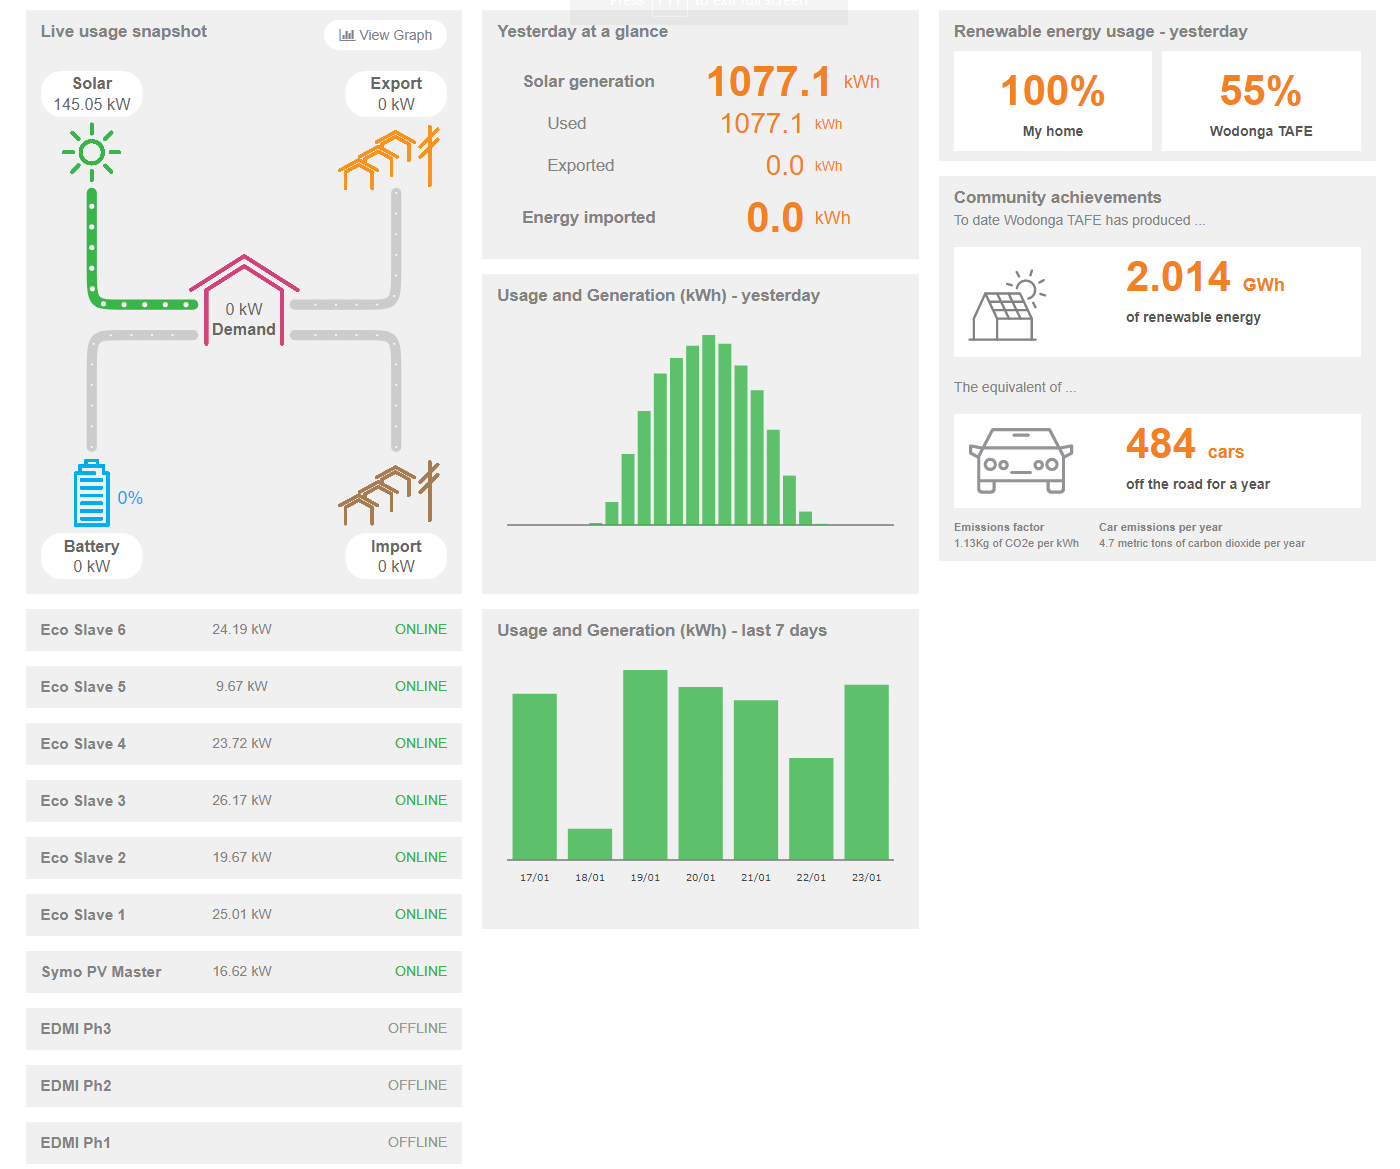 Live usage snapshot
View Graph
Solar
145.05 kW
Export
0 kW
0 kW
Demand
0%
Battery
0 kW
Import
0 kW
Eco Slave 6 24.19 kW ONLINE
Eco Slave 5 9.67 kW ONLINE
Eco Slave 4 23.72 kW ONLINE
Eco Slave 3 26.17 kW ONLINE
Eco Slave 2 19.67 kW ONLINE
Eco Slave 1 25.01 kW ONLINE
Symo PV Master 16.62 kW ONLINE
EDMI Ph3 OFFLINE
EDMI Ph2 OFFLINE
EDMI Ph1 OFFLINE
Press F11 to exit full screen
Yesterday at a glance
Solar generation 1077.1 kWh
Used 1077.1 kWh
Exported 0.0 kWh
Energy imported 0.0 kWh
Usage and Generation (kWh) - yesterday
Usage and Generation (kWh) - last 7 days
17/01 18/01 19/01 20/01 21/01 22/01 23/01
Renewable energy usage - yesterday
100%
My home
55%
Wodonga TAFE
Community achievements
To date Wodonga TAFE has produced ...
2.014 GWh
of renewable energy
The equivalent of ...
484 cars
off the road for a year
Emissions factor
1.13Kg of CO2e per kWh
Car emissions per year
4.7 metric tons of carbon dioxide per year